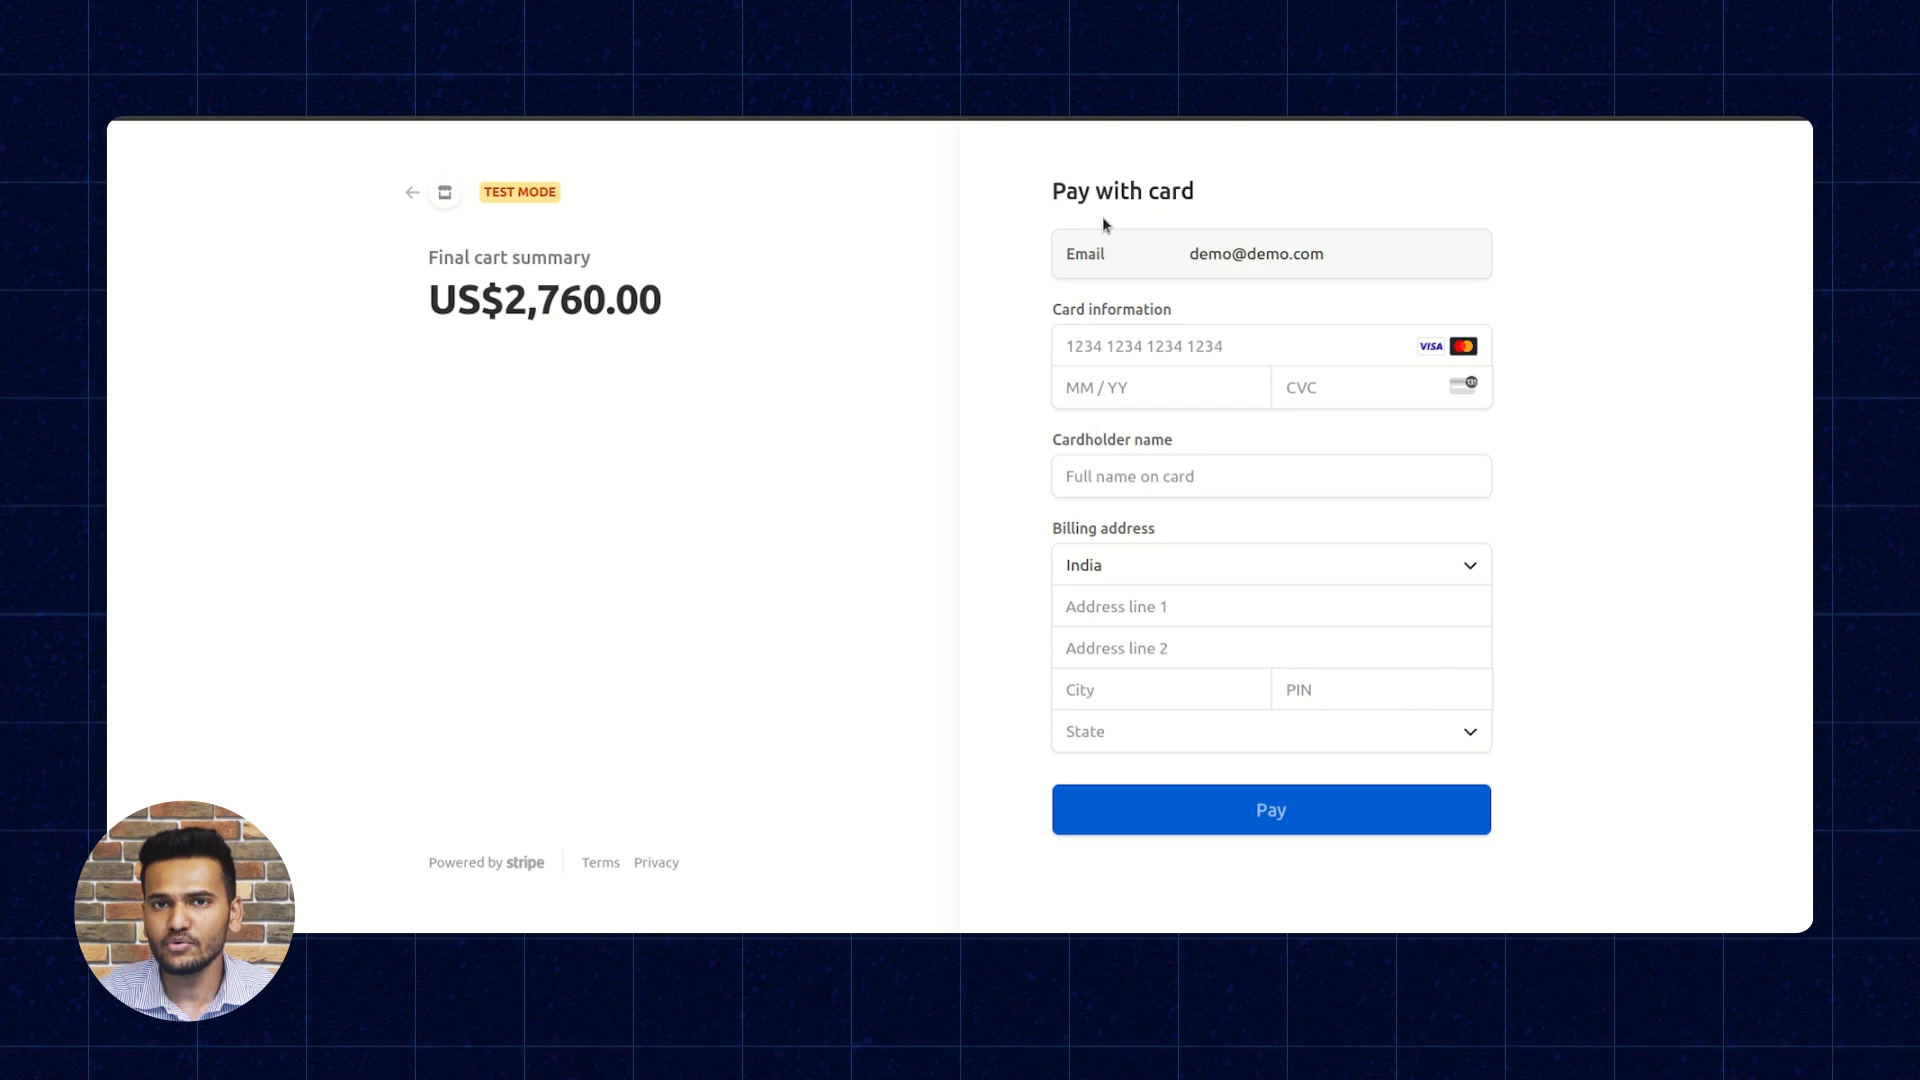 TEST MODE
Final cart summary
US$2,760.00
Powered by stripe
Terms
Privacy
Pay with card
Email
demo@demo.com
Card information
1234 1234 1234 1234
VISA
MM / YY
CVC
Cardholder name
Full name on card
Billing address
India
Address line 1
Address line 2
City
PIN
State
Pay